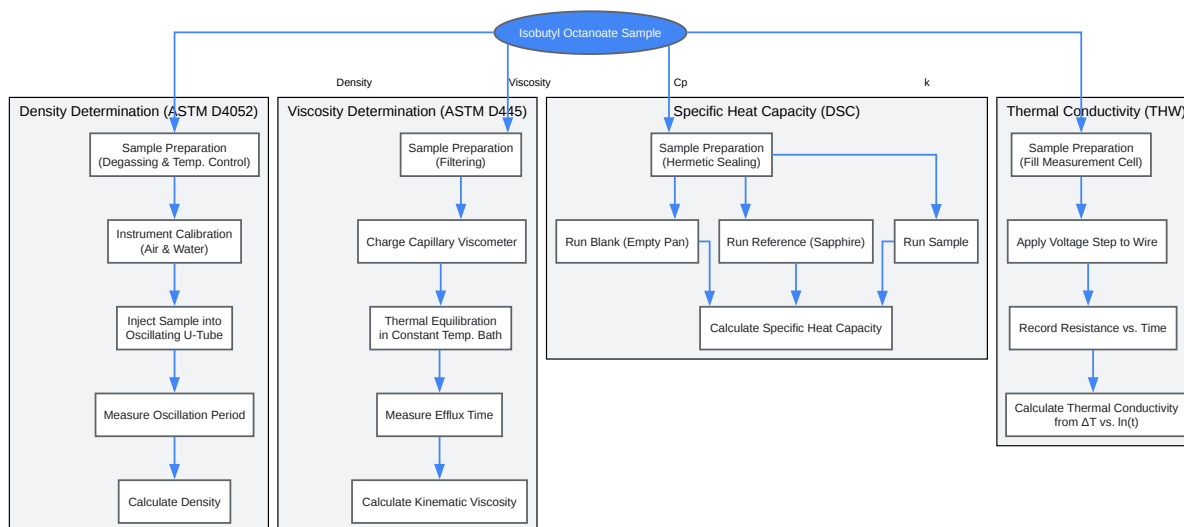 Isobutyl Octanoate Sample
Density
Viscosity
Cp
k
Density Determination (ASTM D4052)
Sample Preparation
(Degassing & Temp. Control)
Instrument Calibration
(Air & Water)
Inject Sample into
Oscillating U-Tube
Measure Oscillation Period
Calculate Density
Viscosity Determination (ASTM D445)
Sample Preparation
(Filtering)
Charge Capillary Viscometer
Thermal Equilibration
in Constant Temp. Bath
Measure Efflux Time
Calculate Kinematic Viscosity
Specific Heat Capacity (DSC)
Sample Preparation
(Hermetic Sealing)
Run Blank (Empty Pan)
Run Reference (Sapphire)
Run Sample
Calculate Specific Heat Capacity
Thermal Conductivity (THW)
Sample Preparation
(Fill Measurement Cell)
Apply Voltage Step to Wire
Record Resistance vs. Time
Calculate Thermal Conductivity
from ΔT vs. ln(t)